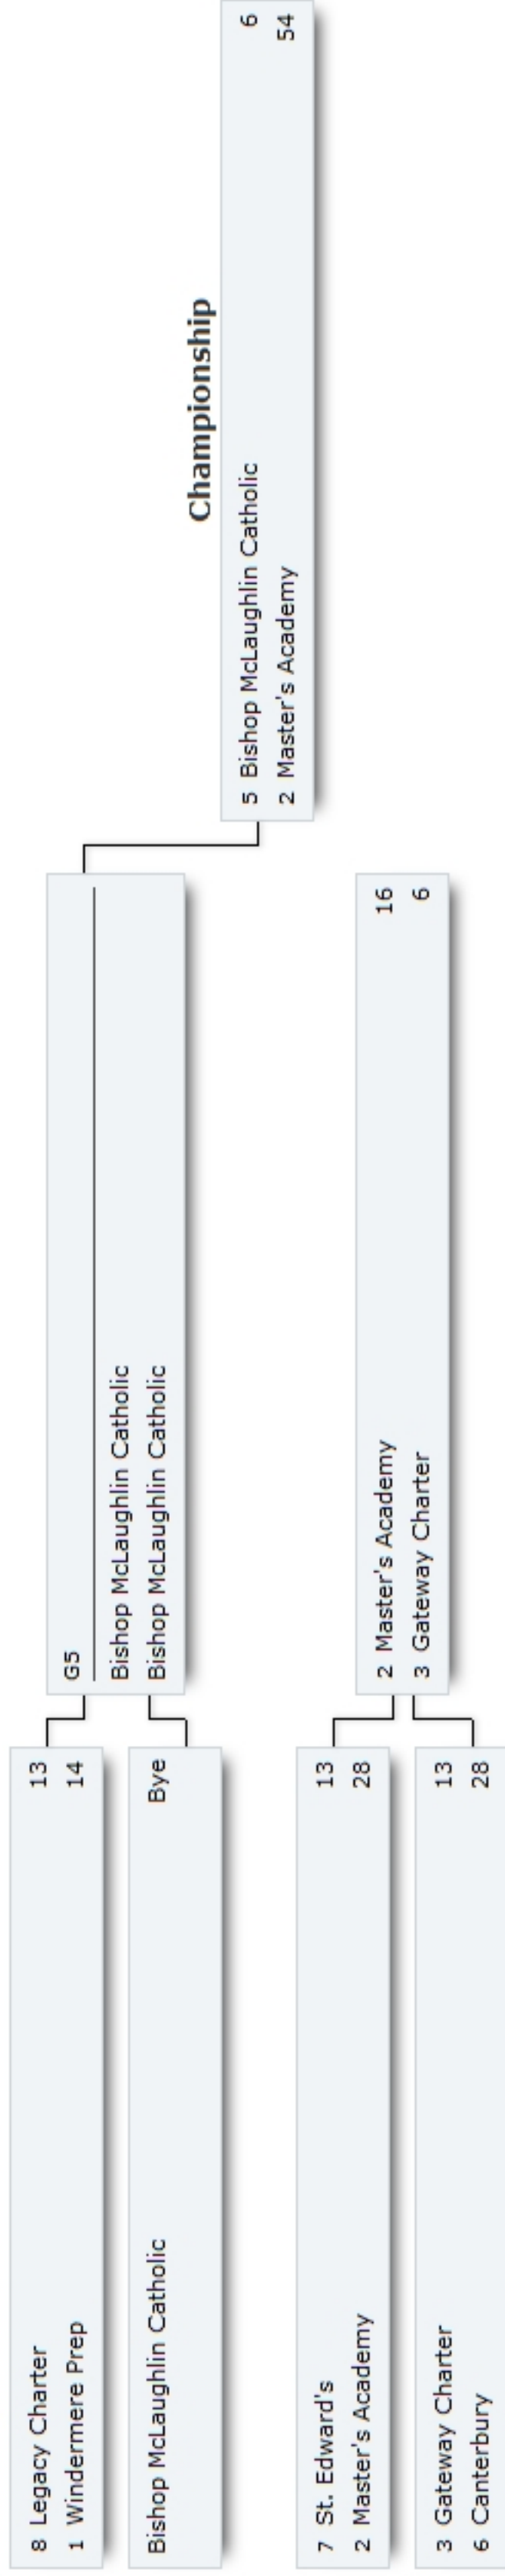 8 Legacy Charter 13
1 Windermere Prep 14
Bishop McLaughlin Catholic Bye
7 St. Edward's 13
2 Master's Academy 28
3 Gateway Charter 13
6 Canterbury 28
G5
Bishop McLaughlin Catholic
Bishop McLaughlin Catholic
2 Master's Academy 16
3 Gateway Charter 6
Championship
5 Bishop McLaughlin Catholic 6
2 Master's Academy 54